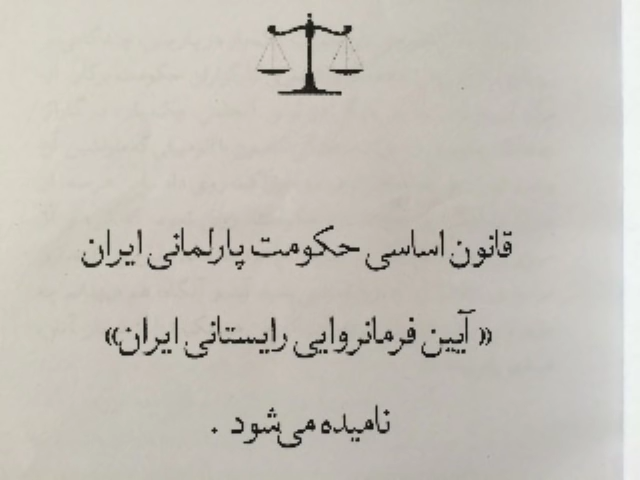 قانون اساسی حکومت پارلمانی ایران
« آیین فرمانروایی رایستانی ایران»
نامیده می‌شود .